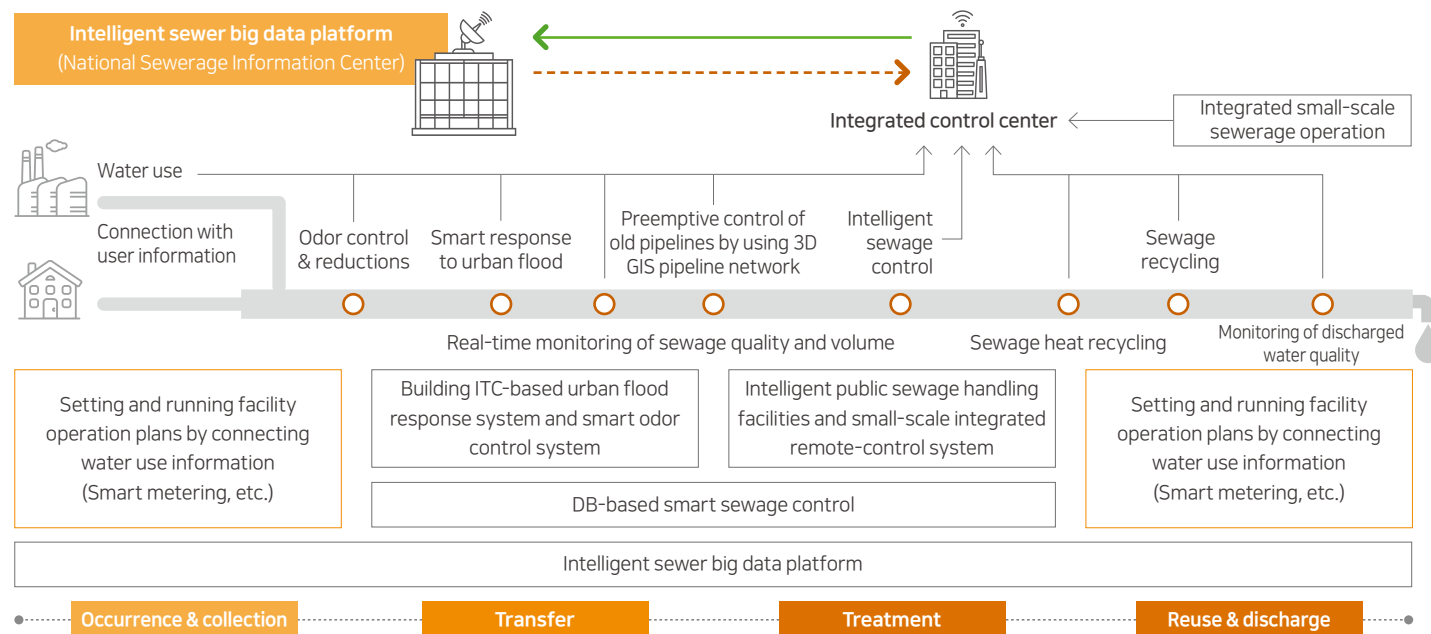 Intelligent sewer big data platform
(National Sewerage Information Center)
Integrated control center
Integrated small-scale
sewerage operation
Water use
Connection with
user information
Odor control
& reductions
Smart response
to urban flood
Preemptive control of
old pipelines by using 3D
GIS pipeline network
Intelligent
sewage
control
Sewage
recycling
Real-time monitoring of sewage quality and volume
Sewage heat recycling
Monitoring of discharged
water quality
Setting and running facility
operation plans by connecting
water use information
(Smart metering, etc.)
Building ITC-based urban flood
response system and smart odor
control system
Intelligent public sewage handling
facilities and small-scale integrated
remote-control system
Setting and running facility
operation plans by connecting
water use information
(Smart metering, etc.)
DB-based smart sewage control
Intelligent sewer big data platform
Occurrence & collection
Transfer
Treatment
Reuse & discharge